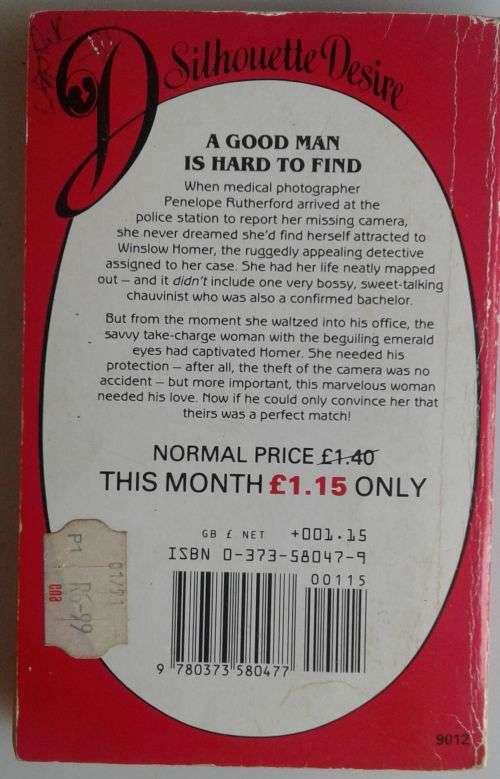 D Silhouette Desire
A GOOD MAN
IS HARD TO FIND
When medical photographer
Penelope Rutherford arrived at the
police station to report her missing camera,
she never dreamed she'd find herself attracted to
Winslow Homer, the ruggedly appealing detective
assigned to her case. She had her life neatly mapped
out – and it didn't include one very bossy, sweet-talking
chauvinist who was also a confirmed bachelor.
But from the moment she waltzed into his office, the
savvy take-charge woman with the beguiling emerald
eyes had captivated Homer. She needed his
protection – after all, the theft of the camera was no
accident – but more important, this marvelous woman
needed his love. Now if he could only convince her that
theirs was a perfect match!
NORMAL PRICE £1.40
THIS MONTH £1.15 ONLY
GB £ NET +001.15
ISBN 0-373-58047-9
00115
9 780373 580477
01/91
R5-99
CNA
P1
9012